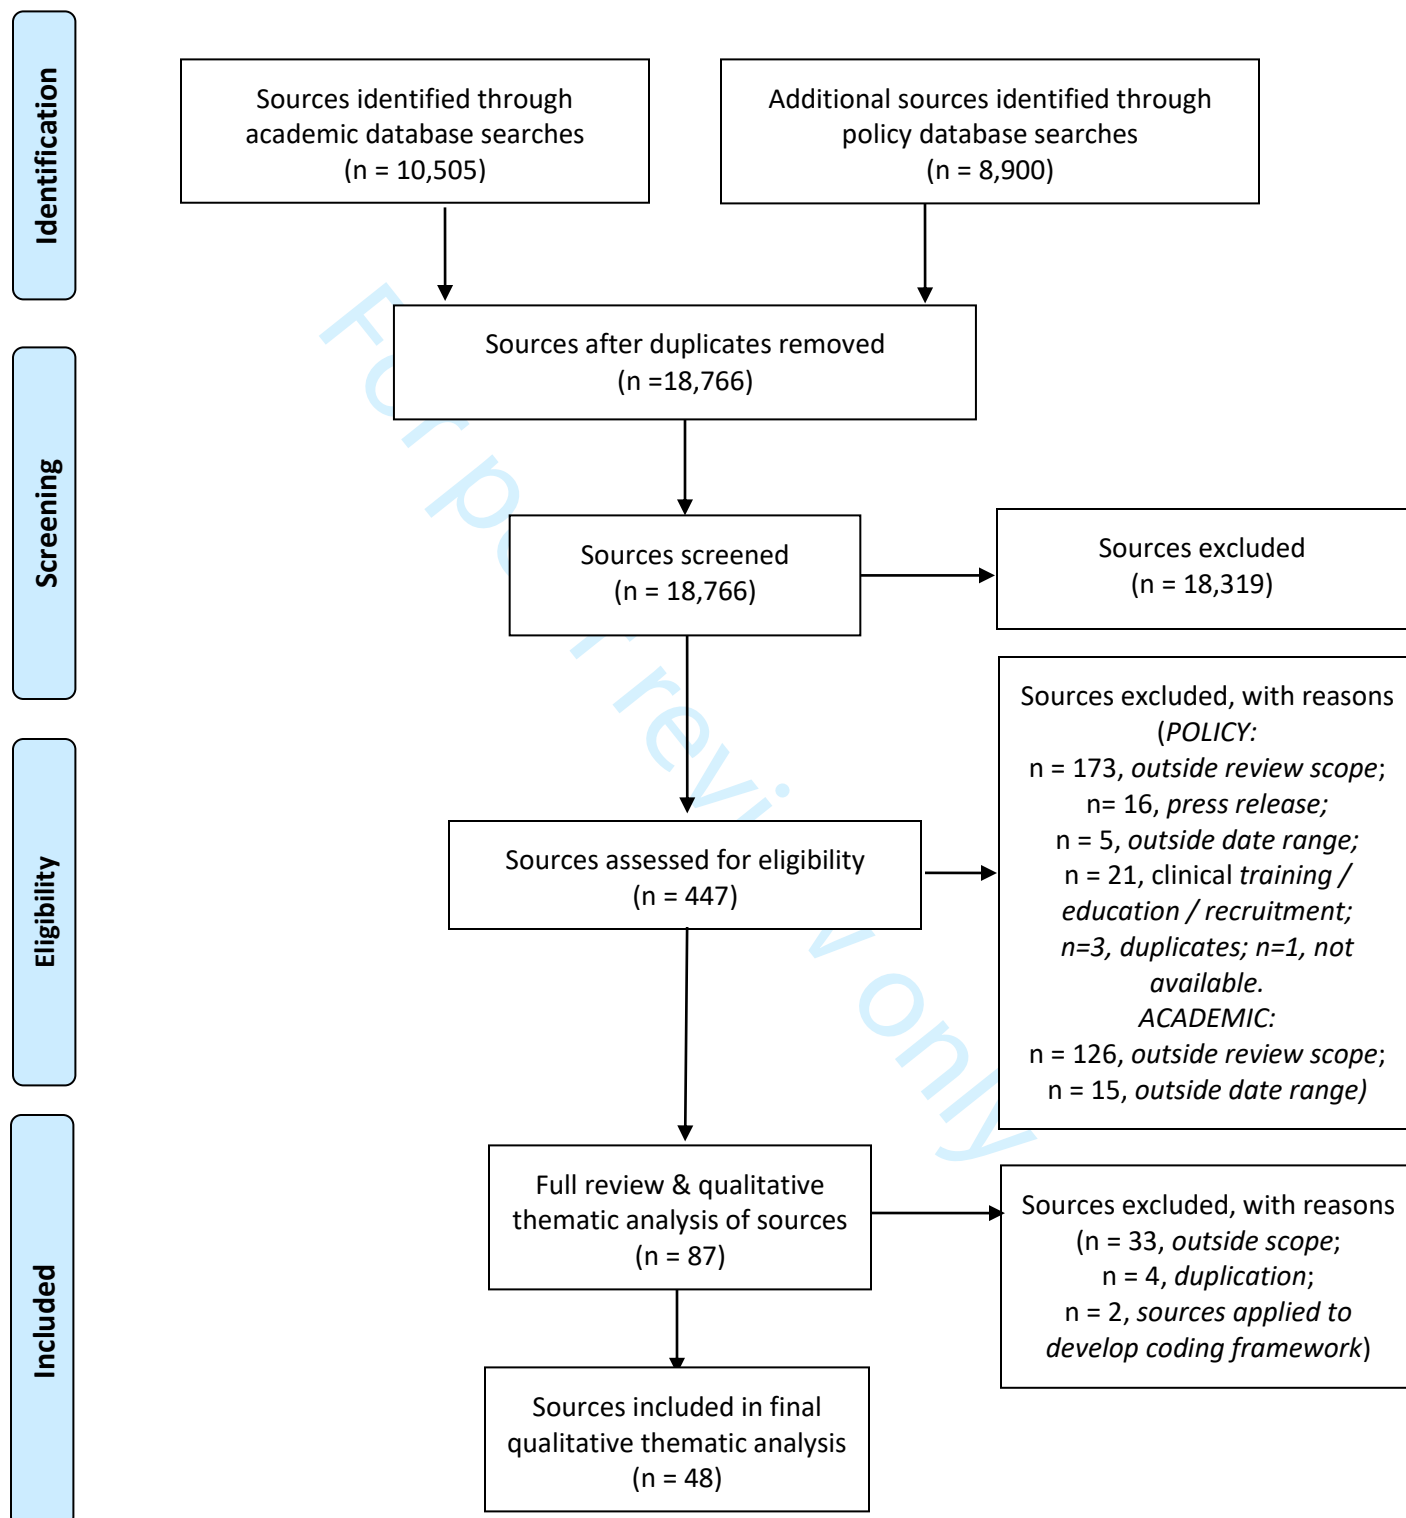 Identification
Sources identified through
academic database searches
(n = 10,505)
Additional sources identified through
policy database searches
(n = 8,900)
Sources after duplicates removed
(n =18,766)
Screening
Sources screened
(n = 18,766)
Sources excluded
(n = 18,319)
Eligibility
Sources assessed for eligibility
(n = 447)
Sources excluded, with reasons
(POLICY:
n = 173, outside review scope;
n= 16, press release;
n = 5, outside date range;
n = 21, clinical training /
education / recruitment;
n=3, duplicates; n=1, not
available.
ACADEMIC:
n = 126, outside review scope;
n = 15, outside date range)
Included
Full review & qualitative
thematic analysis of sources
(n = 87)
Sources excluded, with reasons
(n = 33, outside scope;
n = 4, duplication;
n = 2, sources applied to
develop coding framework)
Sources included in final
qualitative thematic analysis
(n = 48)
For peer review only